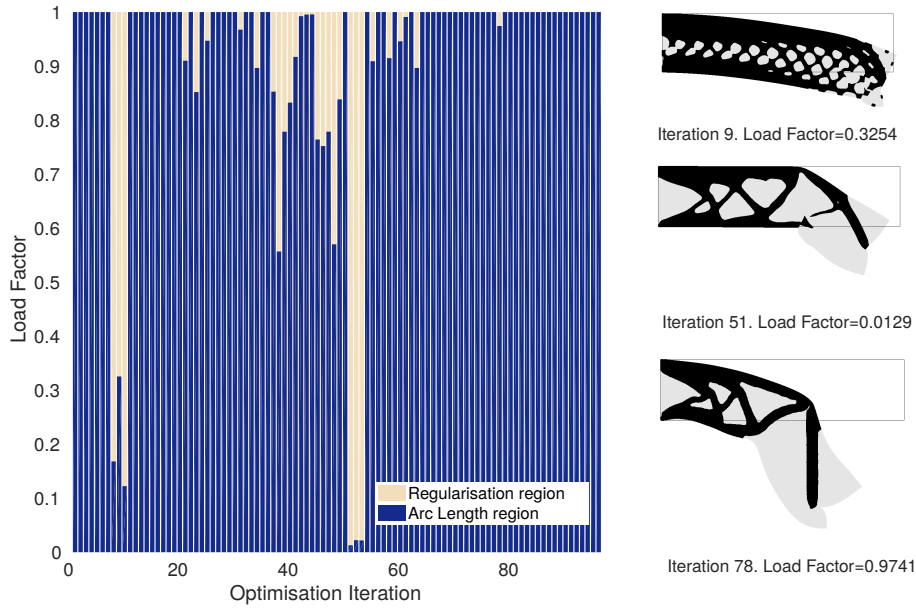 1
0.9
0.8
0.7
0.6
0.5
0.4
0.3
0.2
0.1
0
Load Factor
0 20 40 60 80
Optimisation Iteration
Regularisation region
Arc Length region
Iteration 9. Load Factor=0.3254
Iteration 51. Load Factor=0.0129
Iteration 78. Load Factor=0.9741